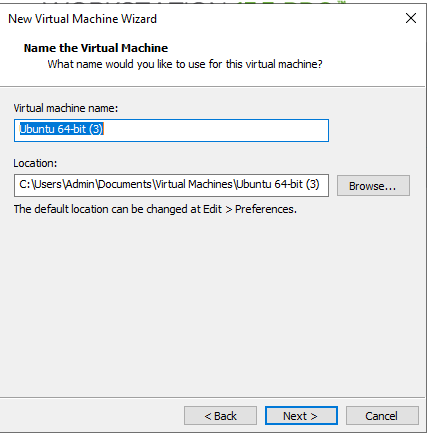 New Virtual Machine Wizard
Name the Virtual Machine
What name would you like to use for this virtual machine?
Virtual machine name:
Ubuntu 64-bit (3)
Location:
C:\Users\Admin\Documents\Virtual Machines\Ubuntu 64-bit (3)
Browse...
The default location can be changed at Edit > Preferences.
< Back
Next >
Cancel